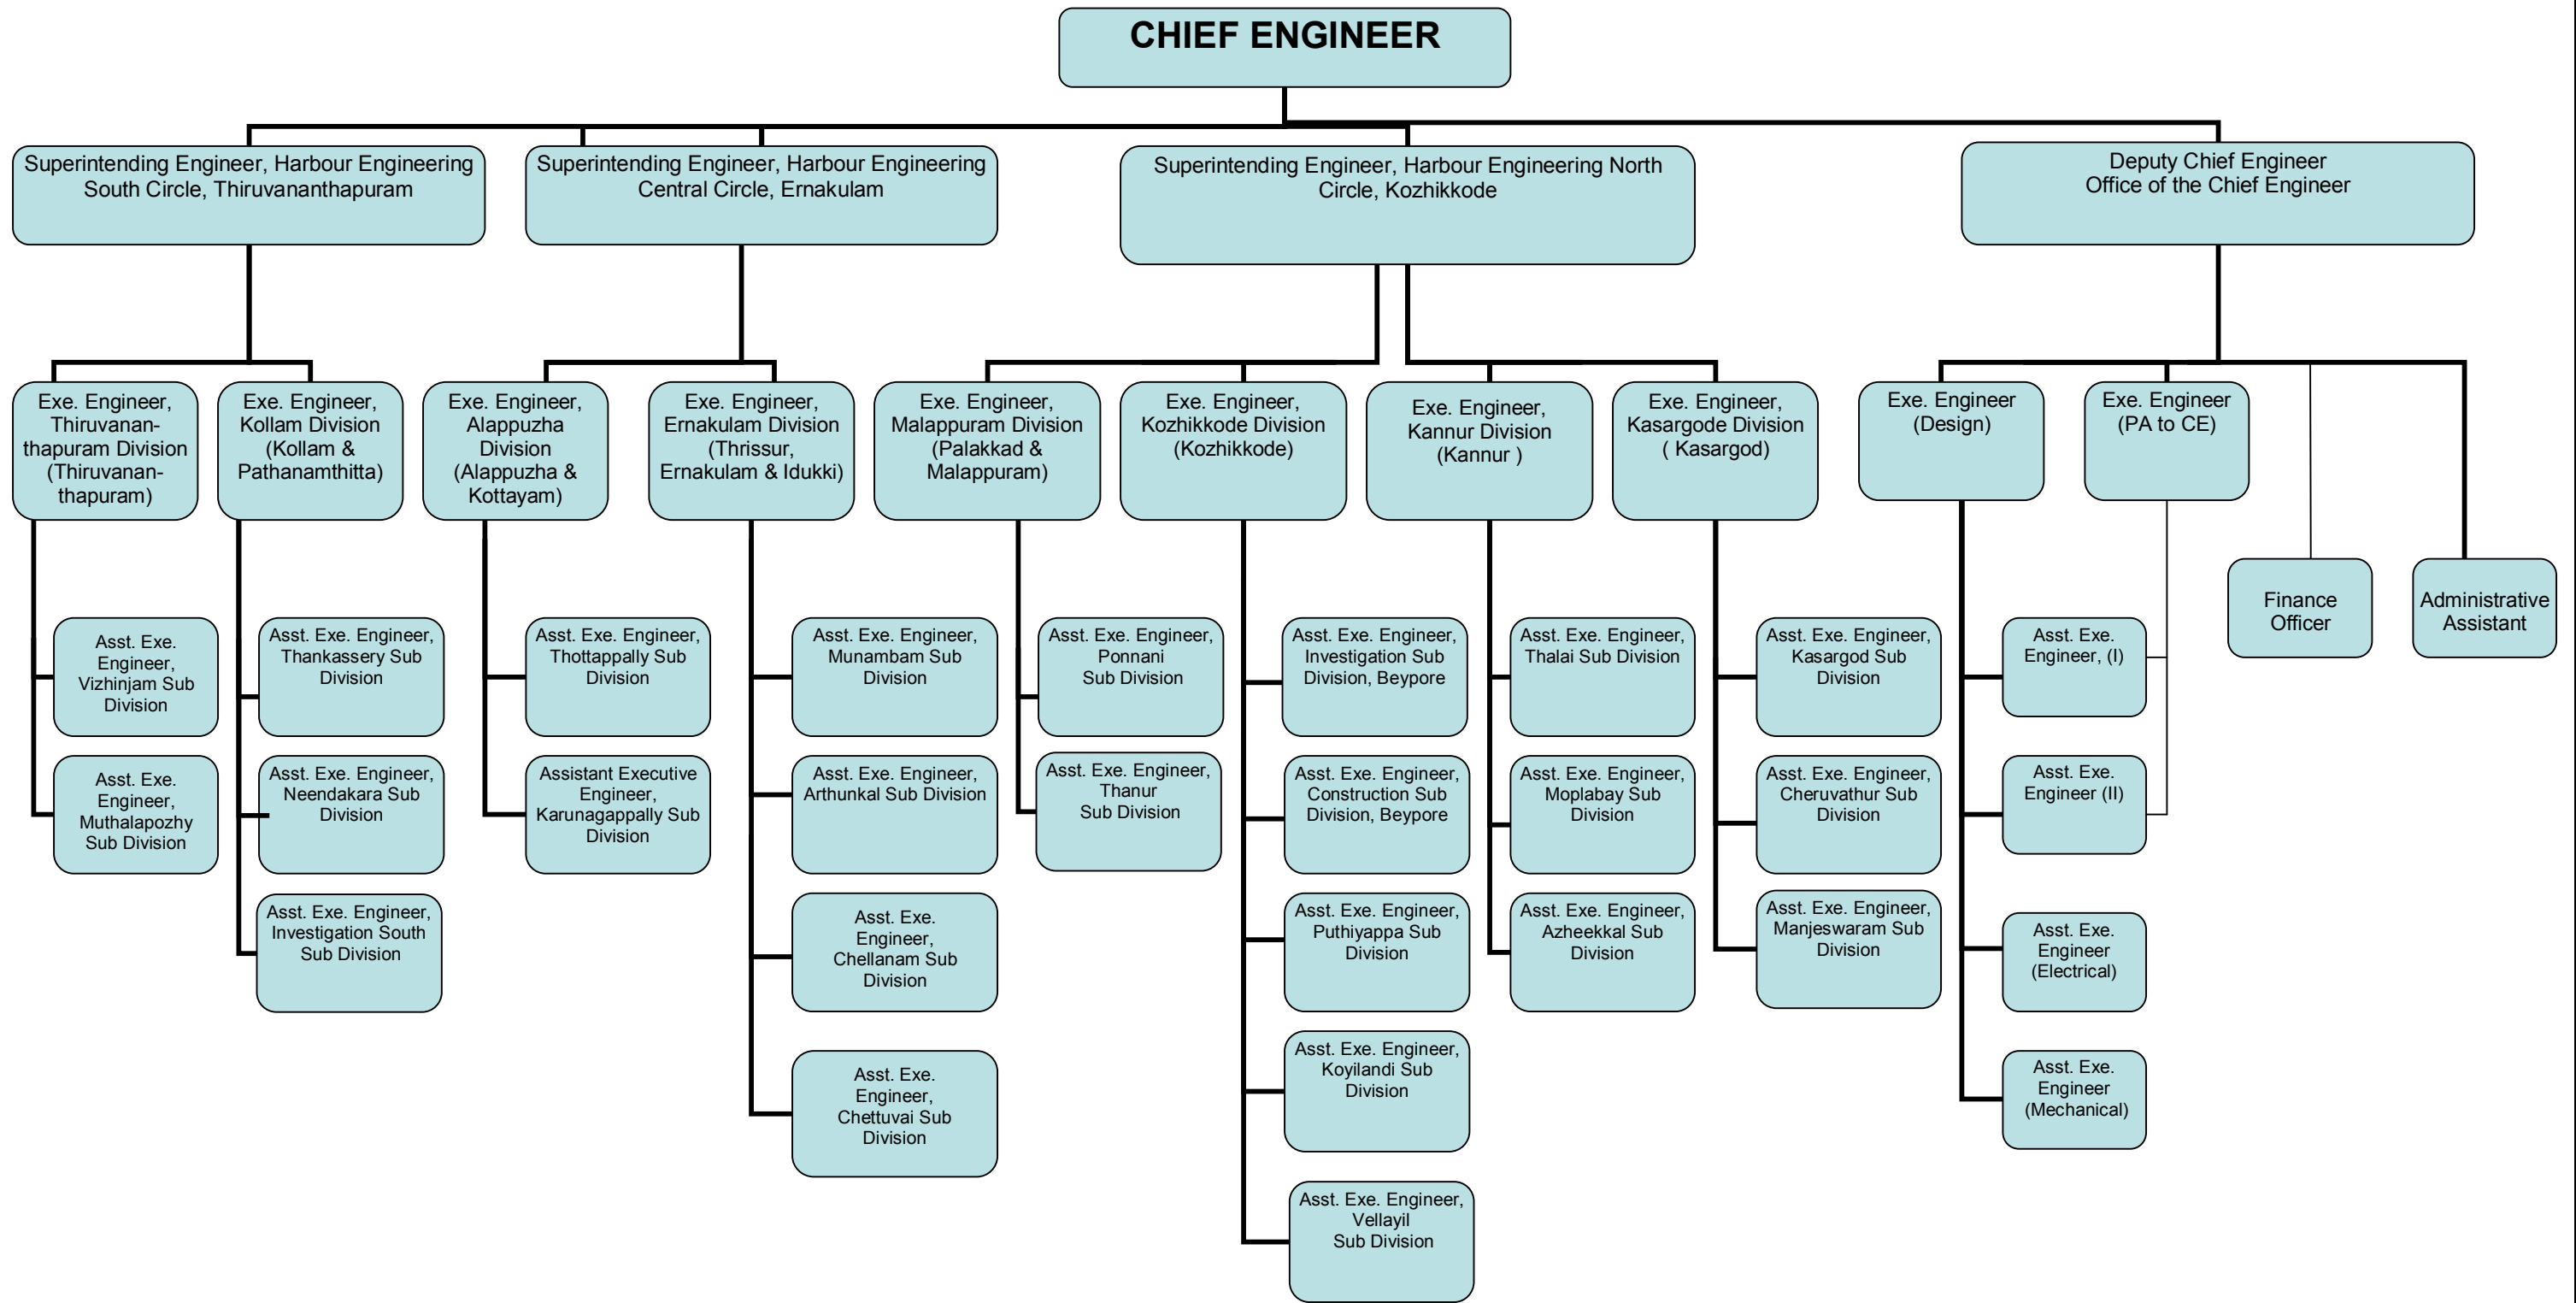 CHIEF ENGINEER
Superintending Engineer, Harbour Engineering
South Circle, Thiruvananthapuram
Superintending Engineer, Harbour Engineering
Central Circle, Ernakulam
Superintending Engineer, Harbour Engineering North
Circle, Kozhikkode
Deputy Chief Engineer
Office of the Chief Engineer
Exe. Engineer,
Thiruvanan-
thapuram Division
(Thiruvanan-
thapuram)
Exe. Engineer,
Kollam Division
(Kollam &
Pathanamthitta)
Exe. Engineer,
Alappuzha
Division
(Alappuzha &
Kottayam)
Exe. Engineer,
Ernakulam Division
(Thrissur,
Ernakulam & Idukki)
Exe. Engineer,
Malappuram Division
(Palakkad &
Malappuram)
Exe. Engineer,
Kozhikkode Division
(Kozhikkode)
Exe. Engineer,
Kannur Division
(Kannur )
Exe. Engineer,
Kasargode Division
( Kasargod)
Exe. Engineer
(Design)
Exe. Engineer
(PA to CE)
Finance
Officer
Administrative
Assistant
Asst. Exe.
Engineer,
Vizhinjam Sub
Division
Asst. Exe. Engineer,
Thankassery Sub
Division
Asst. Exe. Engineer,
Thottappally Sub
Division
Asst. Exe. Engineer,
Munambam Sub
Division
Asst. Exe. Engineer,
Ponnani
Sub Division
Asst. Exe. Engineer,
Investigation Sub
Division, Beypore
Asst. Exe. Engineer,
Thalai Sub Division
Asst. Exe. Engineer,
Kasargod Sub
Division
Asst. Exe.
Engineer, (I)
Asst. Exe.
Engineer,
Muthalapozhy
Sub Division
Asst. Exe. Engineer,
Neendakara Sub
Division
Assistant Executive
Engineer,
Karunagappally Sub
Division
Asst. Exe. Engineer,
Arthunkal Sub Division
Asst. Exe. Engineer,
Thanur
Sub Division
Asst. Exe. Engineer,
Construction Sub
Division, Beypore
Asst. Exe. Engineer,
Moplabay Sub
Division
Asst. Exe. Engineer,
Cheruvathur Sub
Division
Asst. Exe.
Engineer (II)
Asst. Exe. Engineer,
Investigation South
Sub Division
Asst. Exe.
Engineer,
Chellanam Sub
Division
Asst. Exe. Engineer,
Puthiyappa Sub
Division
Asst. Exe. Engineer,
Azheekkal Sub
Division
Asst. Exe. Engineer,
Manjeswaram Sub
Division
Asst. Exe.
Engineer
(Electrical)
Asst. Exe.
Engineer,
Chettuvai Sub
Division
Asst. Exe. Engineer,
Koyilandi Sub
Division
Asst. Exe.
Engineer
(Mechanical)
Asst. Exe. Engineer,
Vellayil
Sub Division